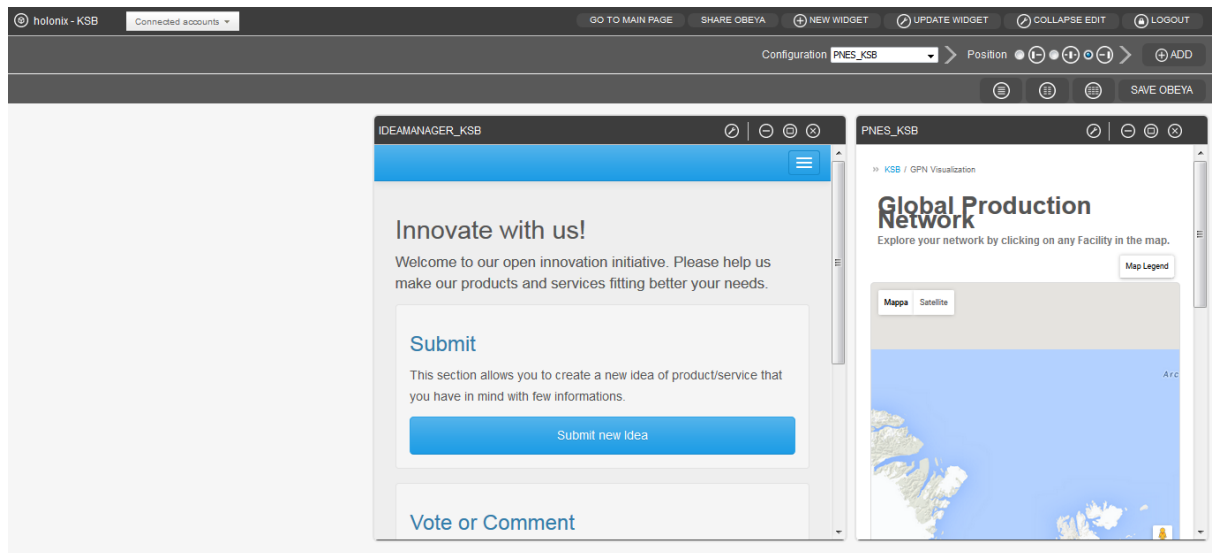 holonix - KSB Connected accounts GO TO MAIN PAGE SHARE OBEYA NEW WIDGET UPDATE WIDGET COLLAPSE EDIT LOGOUT
Configuration PNES_KSB Position ADD
SAVE OBEYA
IDEAMANAGER_KSB
Innovate with us!
Welcome to our open innovation initiative. Please help us
make our products and services fitting better your needs.
Submit
This section allows you to create a new idea of product/service that
you have in mind with few informations.
Submit new Idea
Vote or Comment
PNES_KSB
» KSB / GPN Visualization
Global Production
Network
Explore your network by clicking on any Facility in the map.
Map Legend
Mappa Satellite
Arc